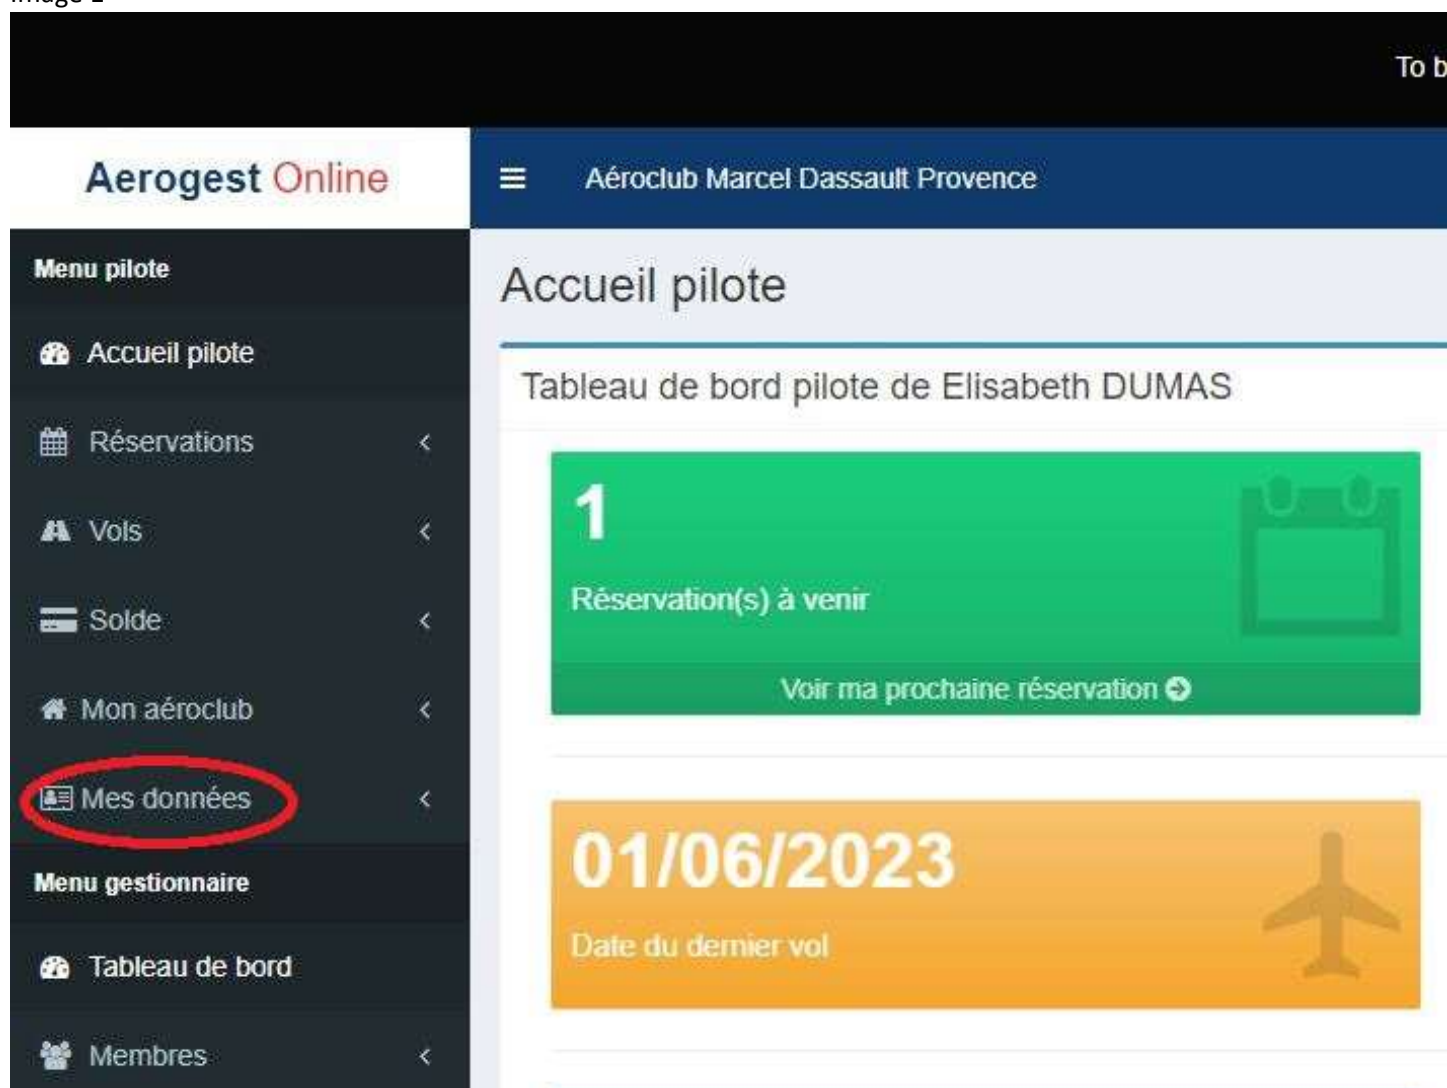 To b
Aerogest Online
Aéroclub Marcel Dassault Provence
Menu pilote
Accueil pilote
Réservations
Vols
Solde
Mon aéroclub
Mes données
Menu gestionnaire
Tableau de bord
Membres
Accueil pilote
Tableau de bord pilote de Elisabeth DUMAS
1
Réservation(s) à venir
Voir ma prochaine réservation
01/06/2023
Date du dernier vol